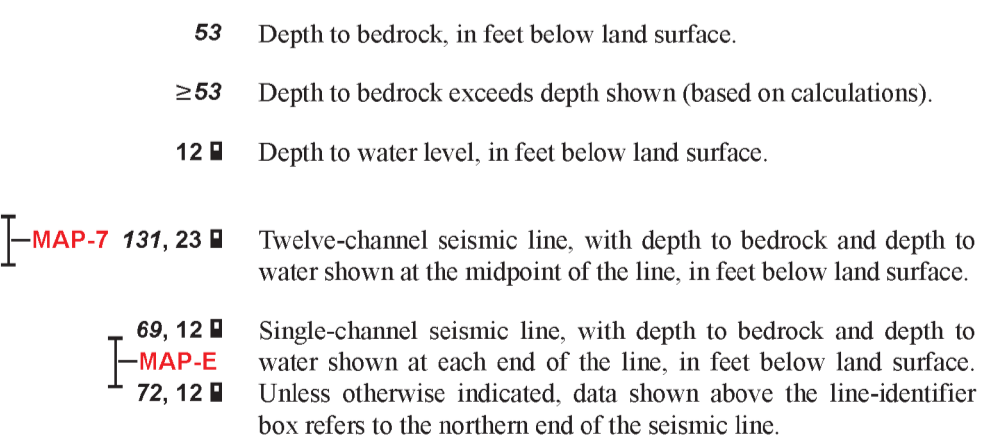 53 Depth to bedrock, in feet below land surface.
≥53 Depth to bedrock exceeds depth shown (based on calculations).
12 Depth to water level, in feet below land surface.
MAP-7 131, 23 Twelve-channel seismic line, with depth to bedrock and depth to
water shown at the midpoint of the line, in feet below land surface.
69, 12 Single-channel seismic line, with depth to bedrock and depth to
MAP-E water shown at each end of the line, in feet below land surface.
72, 12 Unless otherwise indicated, data shown above the line-identifier
box refers to the northern end of the seismic line.